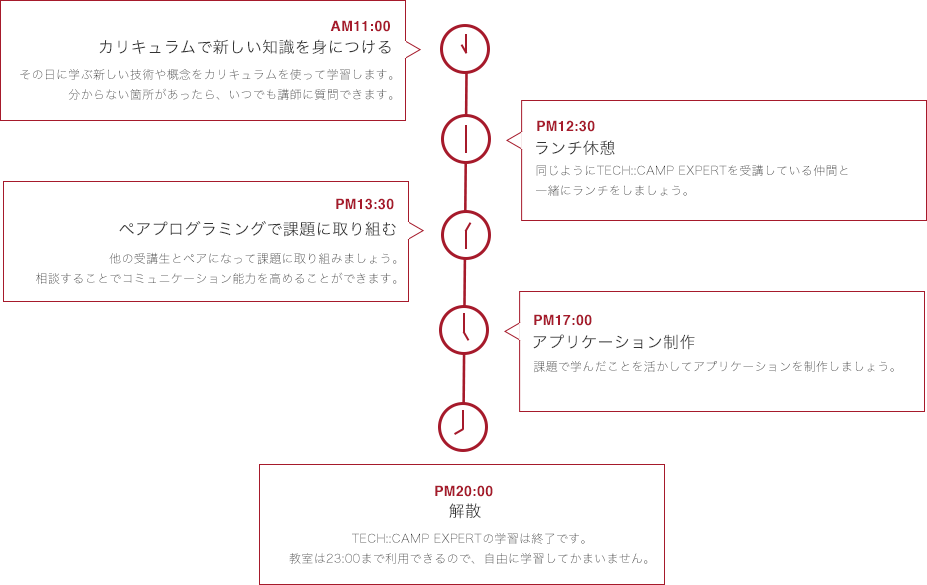 AM11:00
カリキュラムで新しい知識を身につける
その日に学ぶ新しい技術や概念をカリキュラムを使って学習します。
分からない箇所があったら、いつでも講師に質問できます。
PM12:30
ランチ休憩
同じようにTECH::CAMP EXPERTを受講している仲間と
一緒にランチをしましょう。
PM13:30
ペアプログラミングで課題に取り組む
他の受講生とペアになって課題に取り組みましょう。
相談することでコミュニケーション能力を高めることができます。
PM17:00
アプリケーション制作
課題で学んだことを活かしてアプリケーションを制作しましょう。
PM20:00
解散
TECH::CAMP EXPERTの学習は終了です。
教室は23:00まで利用できるので、自由に学習してかまいません。